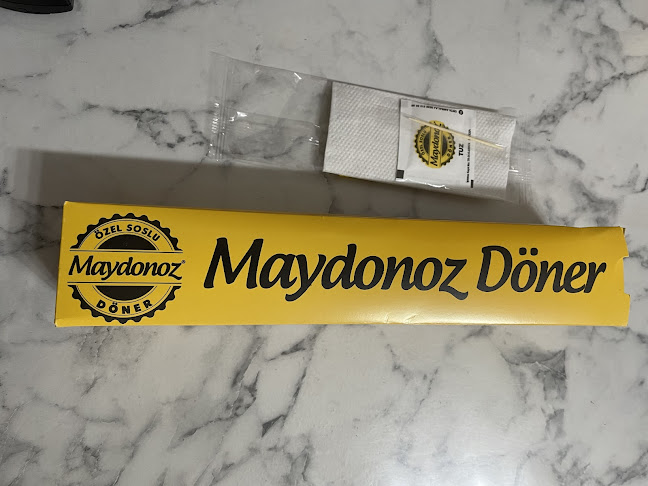 Maydonoz
TUZ
ÖZEL SOSLU
Maydonoz®
DÖNER
Maydonoz Döner